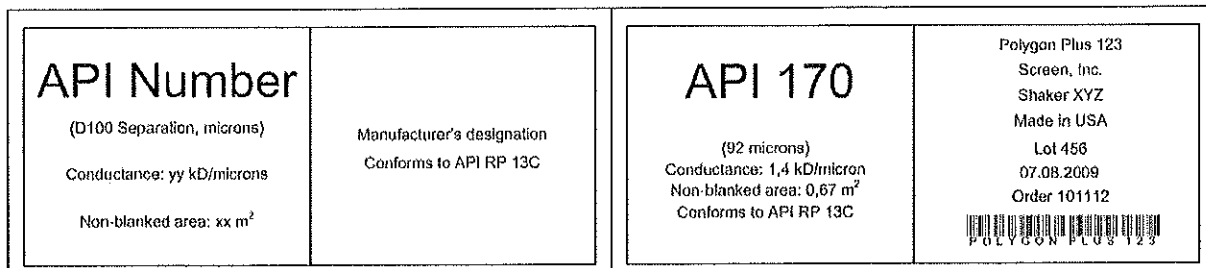 API Number
(D100 Separation, microns)
Conductance: yy kD/microns
Non-blanked area: xx m²
Manufacturer's designation
Conforms to API RP 13C
API 170
(92 microns)
Conductance: 1,4 kD/micron
Non-blanked area: 0,67 m²
Conforms to API RP 13C
Polygon Plus 123
Screen, Inc.
Shaker XYZ
Made in USA
Lot 456
07.08.2009
Order 101112
POLYGON PLUS 123